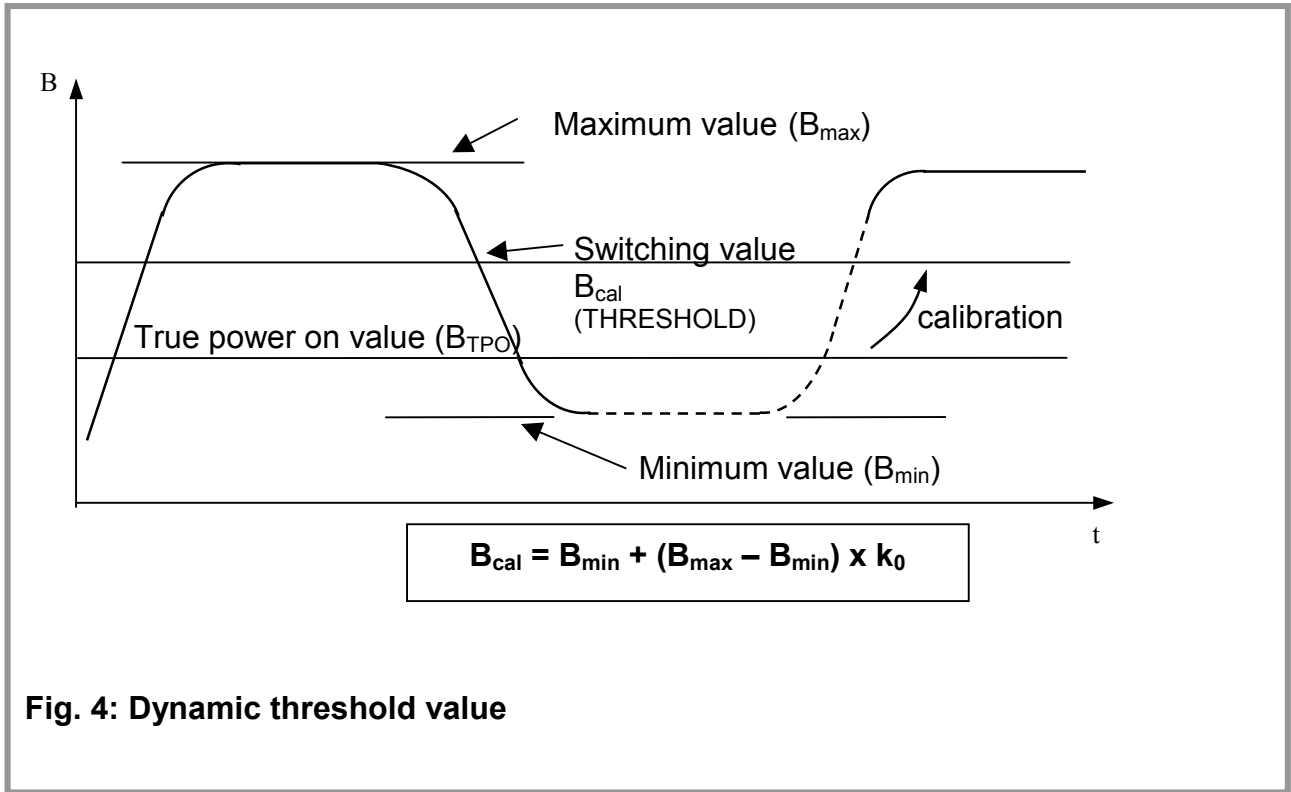 B
Maximum value (Bmax)
Switching value
Bcal
(THRESHOLD)
calibration
True power on value (BTPO)
Minimum value (Bmin)
t
Bcal = Bmin + (Bmax – Bmin) x k0
Fig. 4: Dynamic threshold value